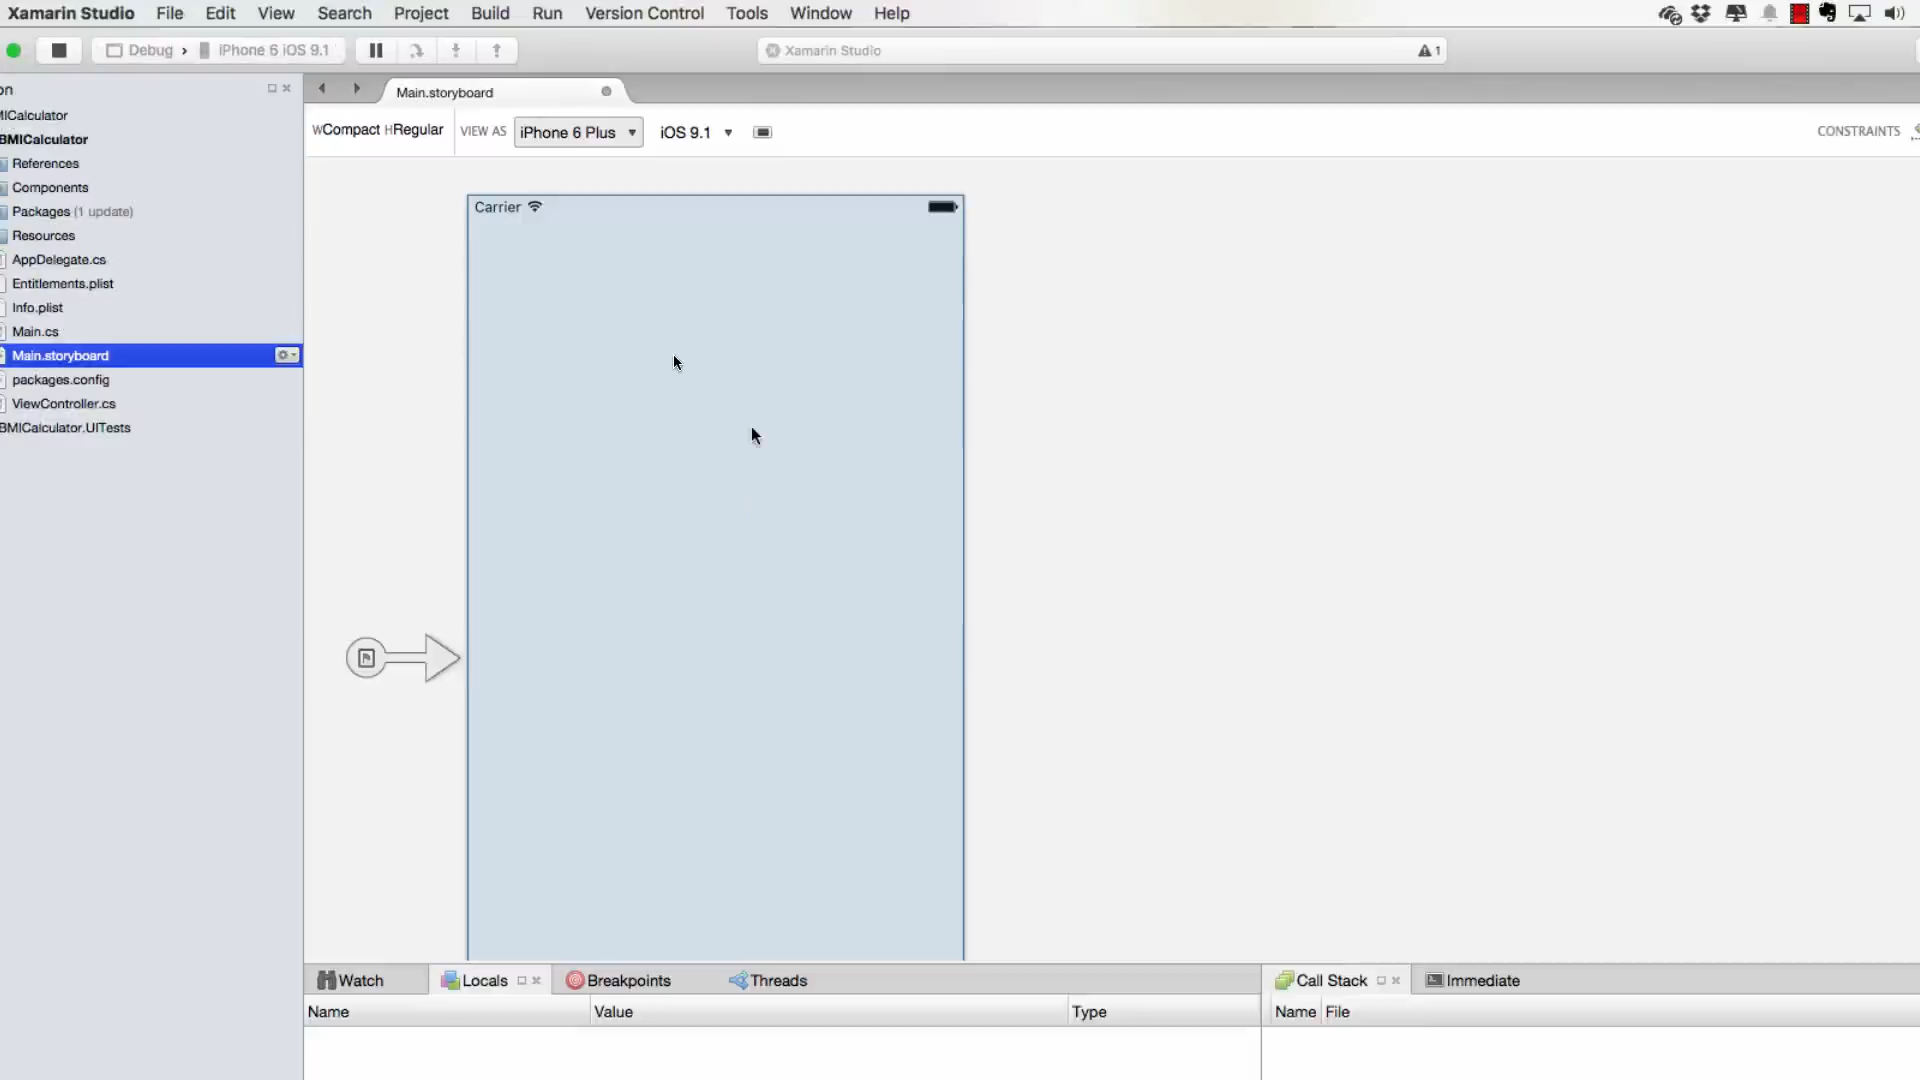 Xamarin Studio File Edit View Search Project Build Run Version Control Tools Window Help
Debug › iPhone 6 iOS 9.1 Xamarin Studio 1
on
Main.storyboard
MICalculator
WCompact HRegular VIEW AS iPhone 6 Plus iOS 9.1 CONSTRAINTS
BMICalculator
References
Components
Packages (1 update)
Resources
AppDelegate.cs
Entitlements.plist
Info.plist
Main.cs
Main.storyboard
packages.config
ViewController.cs
BMICalculator.UITests
Carrier
Watch Locals Breakpoints Threads Call Stack Immediate
Name Value Type Name File